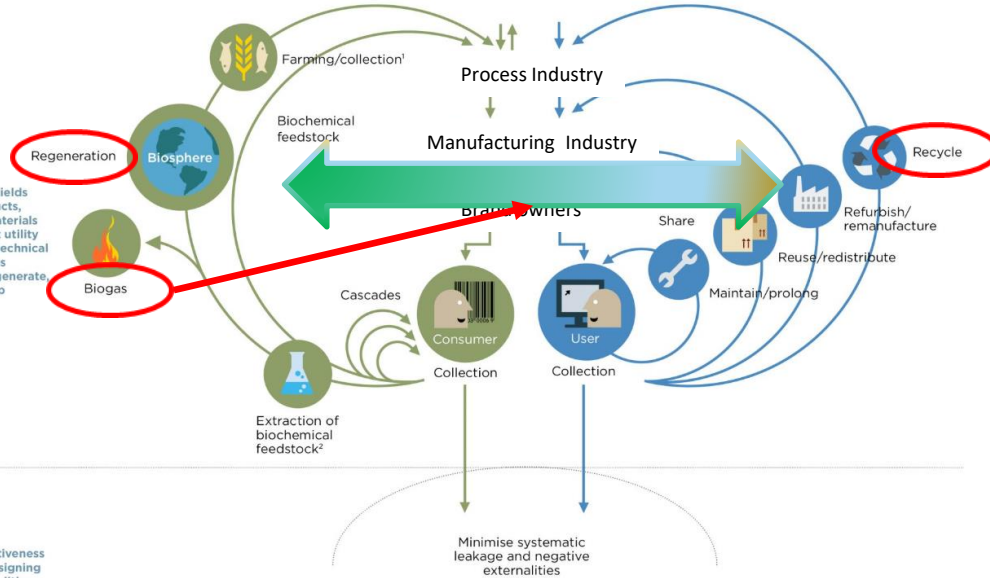 Farming/collection¹
Process Industry
Biochemical
feedstock
Manufacturing Industry
Regeneration
Biosphere
Recycle
Brand owners
Share
Refurbish/
remanufacture
Reuse/redistribute
Maintain/prolong
utility
Biogas
Cascades
Consumer
User
Collection
Collection
Extraction of
biochemical
feedstock²
Minimise systematic
leakage and negative
externalities